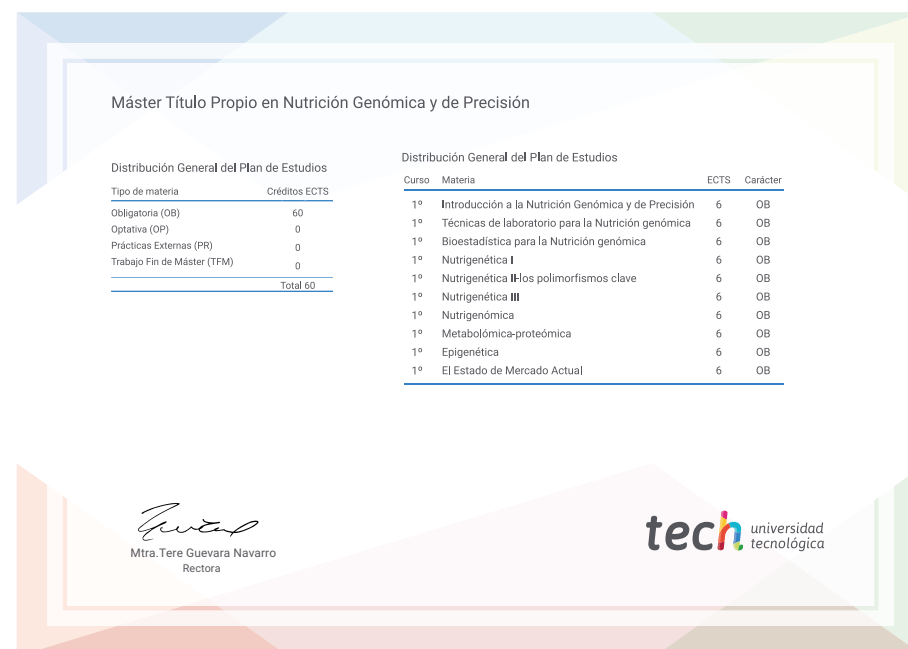 Máster Título Propio en Nutrición Genómica y de Precisión
Distribución General del Plan de Estudios
Tipo de materia Créditos ECTS
Obligatoria (OB) 60
Optativa (OP) 0
Prácticas Externas (PR) 0
Trabajo Fin de Máster (TFM) 0
Total 60
Distribución General del Plan de Estudios
Curso Materia ECTS Carácter
1º Introducción a la Nutrición Genómica y de Precisión 6 OB
1º Técnicas de laboratorio para la Nutrición genómica 6 OB
1º Bioestadística para la Nutrición genómica 6 OB
1º Nutrigenética I 6 OB
1º Nutrigenética II-los polimorfismos clave 6 OB
1º Nutrigenética III 6 OB
1º Nutrigenómica 6 OB
1º Metabolómica-proteómica 6 OB
1º Epigenética 6 OB
1º El Estado de Mercado Actual 6 OB
Mtra.Tere Guevara Navarro
Rectora
tech universidad
tecnológica